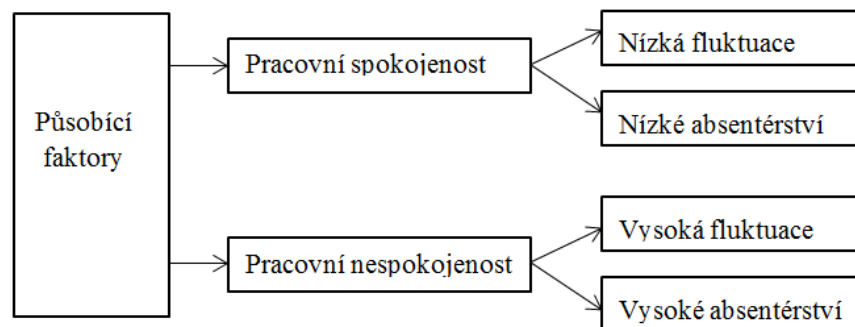 Působící
faktory
Pracovní spokojenost
Nízká fluktuace
Nízké absentérství
Pracovní nespokojenost
Vysoká fluktuace
Vysoké absentérství